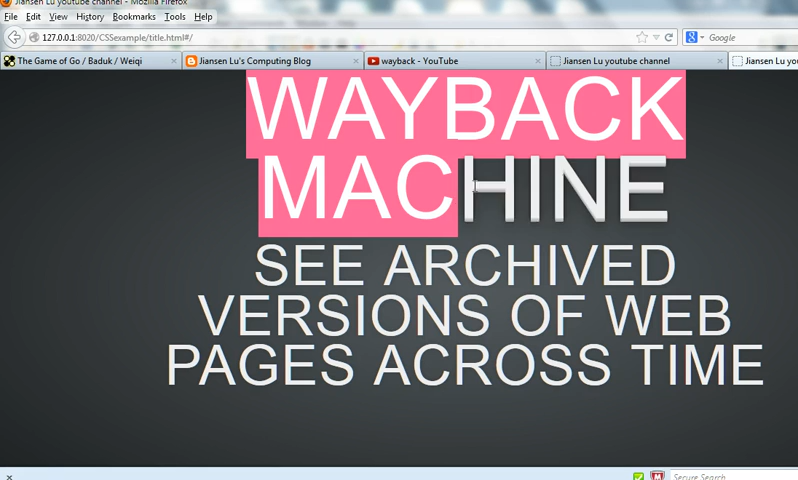 Jiansen Lu youtube channel - Mozilla Firefox
File Edit View History Bookmarks Tools Help
127.0.0.1:8020/CSSexample/title.html#/ Google
The Game of Go / Baduk / Weiqi × Jiansen Lu's Computing Blog × wayback - YouTube × Jiansen Lu youtube channel × Jiansen Lu you
WAYBACK
MACHINE
SEE ARCHIVED
VERSIONS OF WEB
PAGES ACROSS TIME
× Secure Search